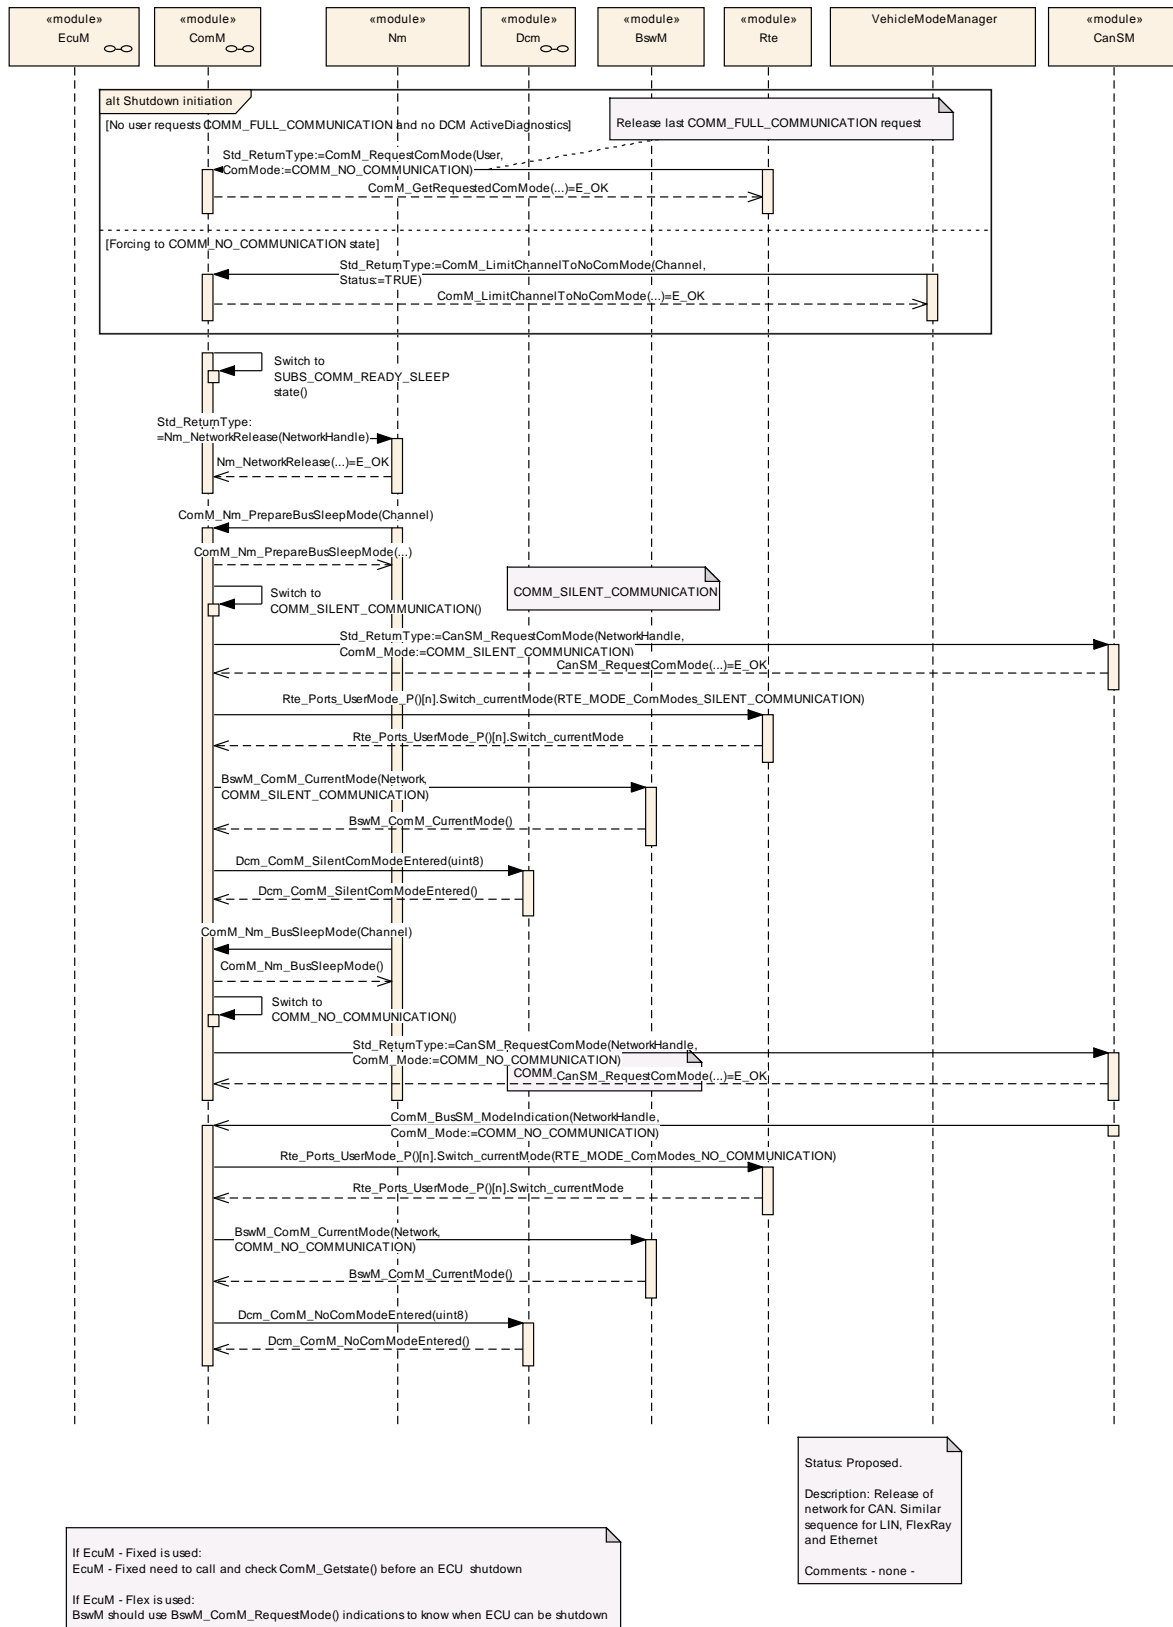 «module»
EcuM
«module»
ComM
«module»
Nm
«module»
Dcm
«module»
BswM
«module»
Rte
VehicleModeManager
«module»
CanSM
alt Shutdown initiation
[No user requests COMM_FULL_COMMUNICATION and no DCM ActiveDiagnostics]
Release last COMM_FULL_COMMUNICATION request
Std_ReturnType:=ComM_RequestComMode(User,
ComMode:=COMM_NO_COMMUNICATION)
ComM_GetRequestedComMode(...)=E_OK
[Forcing to COMM_NO_COMMUNICATION state]
Std_ReturnType:=ComM_LimitChannelToNoComMode(Channel,
Status:=TRUE)
ComM_LimitChannelToNoComMode(...)=E_OK
Switch to
SUBS_COMM_READY_SLEEP
state()
Std_ReturnType:
=Nm_NetworkRelease(NetworkHandle)
Nm_NetworkRelease(...)=E_OK
ComM_Nm_PrepareBusSleepMode(Channel)
ComM_Nm_PrepareBusSleepMode(...)
Switch to
COMM_SILENT_COMMUNICATION()
COMM_SILENT_COMMUNICATION
Std_ReturnType:=CanSM_RequestComMode(NetworkHandle,
ComM_Mode:=COMM_SILENT_COMMUNICATION)
CanSM_RequestComMode(...)=E_OK
Rte_Ports_UserMode_P()[n].Switch_currentMode(RTE_MODE_ComModes_SILENT_COMMUNICATION)
Rte_Ports_UserMode_P()[n].Switch_currentMode
BswM_ComM_CurrentMode(Network,
COMM_SILENT_COMMUNICATION)
BswM_ComM_CurrentMode()
Dcm_ComM_SilentComModeEntered(uint8)
Dcm_ComM_SilentComModeEntered()
ComM_Nm_BusSleepMode(Channel)
ComM_Nm_BusSleepMode()
Switch to
COMM_NO_COMMUNICATION()
Std_ReturnType:=CanSM_RequestComMode(NetworkHandle,
ComM_Mode:=COMM_NO_COMMUNICATION)
COMM_
CanSM_RequestComMode(...)=E_OK
ComM_BusSM_ModeIndication(NetworkHandle,
ComM_Mode:=COMM_NO_COMMUNICATION)
Rte_Ports_UserMode_P()[n].Switch_currentMode(RTE_MODE_ComModes_NO_COMMUNICATION)
Rte_Ports_UserMode_P()[n].Switch_currentMode
BswM_ComM_CurrentMode(Network,
COMM_NO_COMMUNICATION)
BswM_ComM_CurrentMode()
Dcm_ComM_NoComModeEntered(uint8)
Dcm_ComM_NoComModeEntered()
Status: Proposed.
Description: Release of
network for CAN. Similar
sequence for LIN, FlexRay
and Ethernet
Comments: - none -
If EcuM - Fixed is used:
EcuM - Fixed need to call and check ComM_Getstate() before an ECU shutdown
If EcuM - Flex is used:
BswM should use BswM_ComM_RequestMode() indications to know when ECU can be shutdown